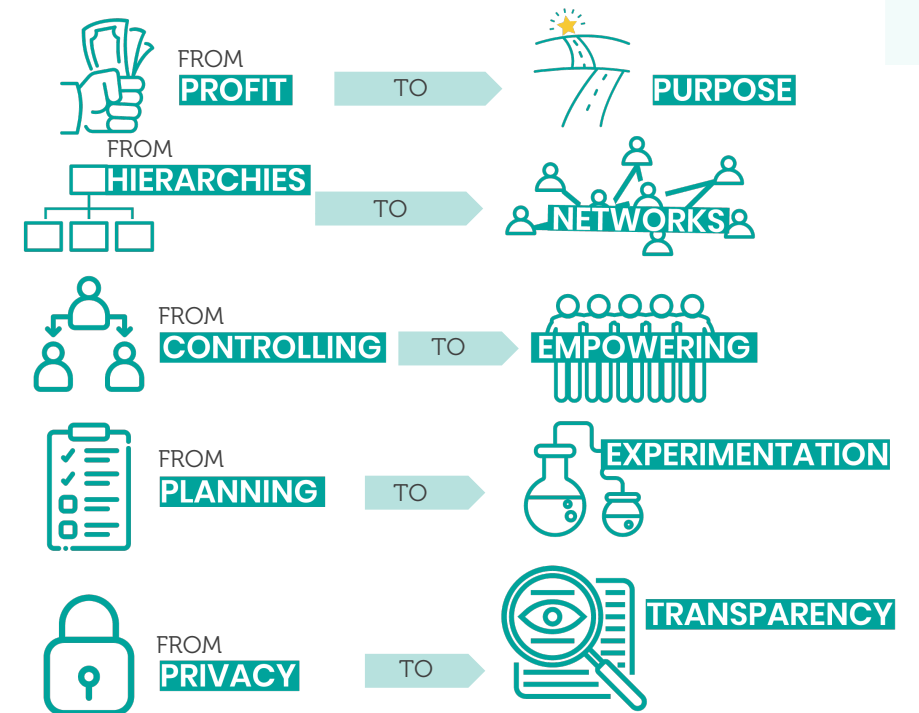 FROM
PROFIT
TO
PURPOSE
FROM
HIERARCHIES
TO
NETWORKS
FROM
CONTROLLING
TO
EMPOWERING
FROM
PLANNING
TO
EXPERIMENTATION
FROM
PRIVACY
TO
TRANSPARENCY